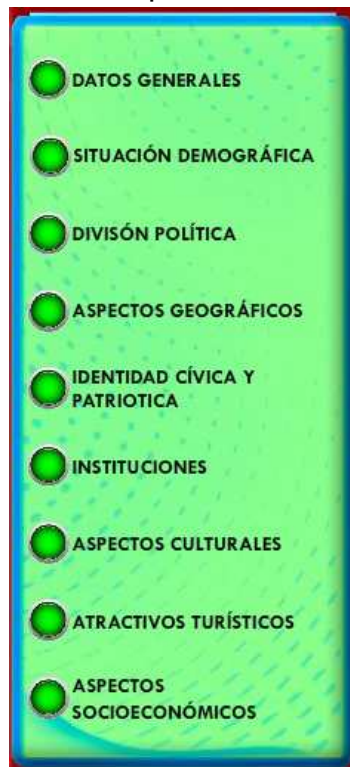 DATOS GENERALES
SITUACIÓN DEMOGRÁFICA
DIVISÓN POLÍTICA
ASPECTOS GEOGRÁFICOS
IDENTIDAD CÍVICA Y
PATRIOTICA
INSTITUCIONES
ASPECTOS CULTURALES
ATRACTIVOS TURÍSTICOS
ASPECTOS
SOCIOECONÓMICOS